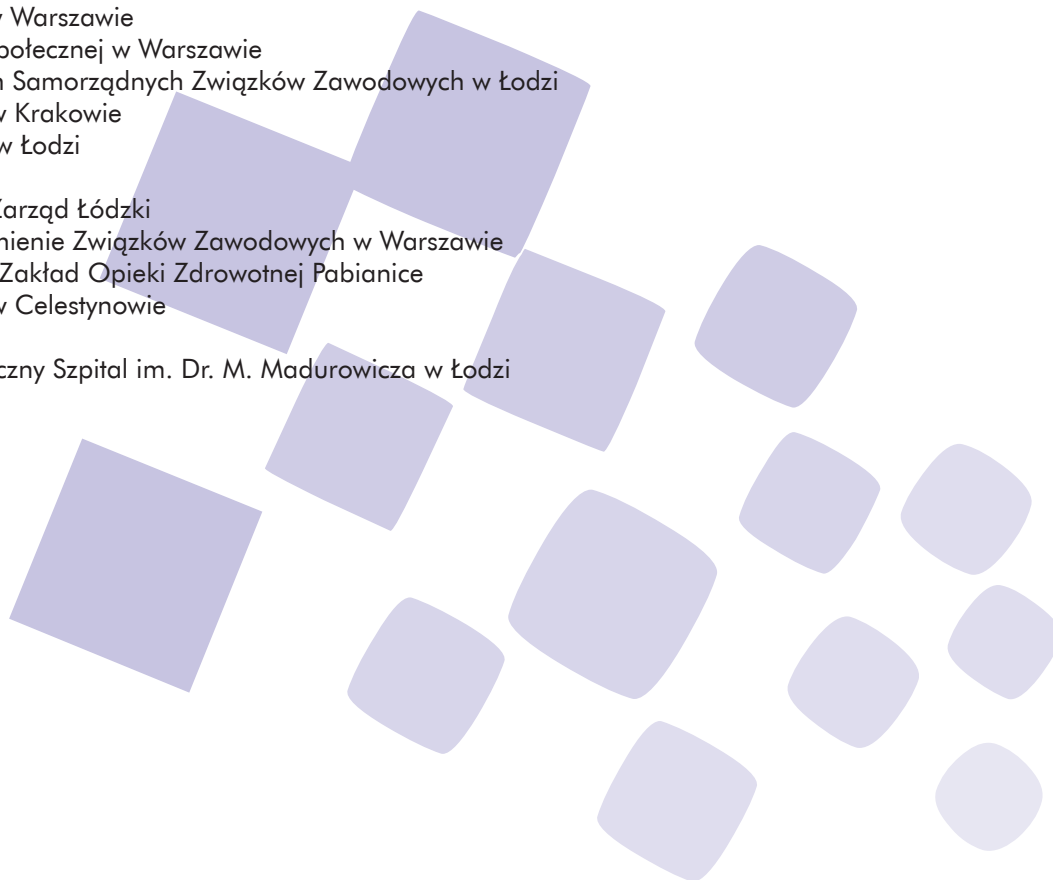 w Warszawie
połecznej w Warszawie
Samorządnych Związków Zawodowych w Łodzi
w Krakowie
w Łodzi
Zarząd Łódzki
nienie Związków Zawodowych w Warszawie
Zakład Opieki Zdrowotnej Pabianice
w Celestynowie
czny Szpital im. Dr. M. Madurowicza w Łodzi